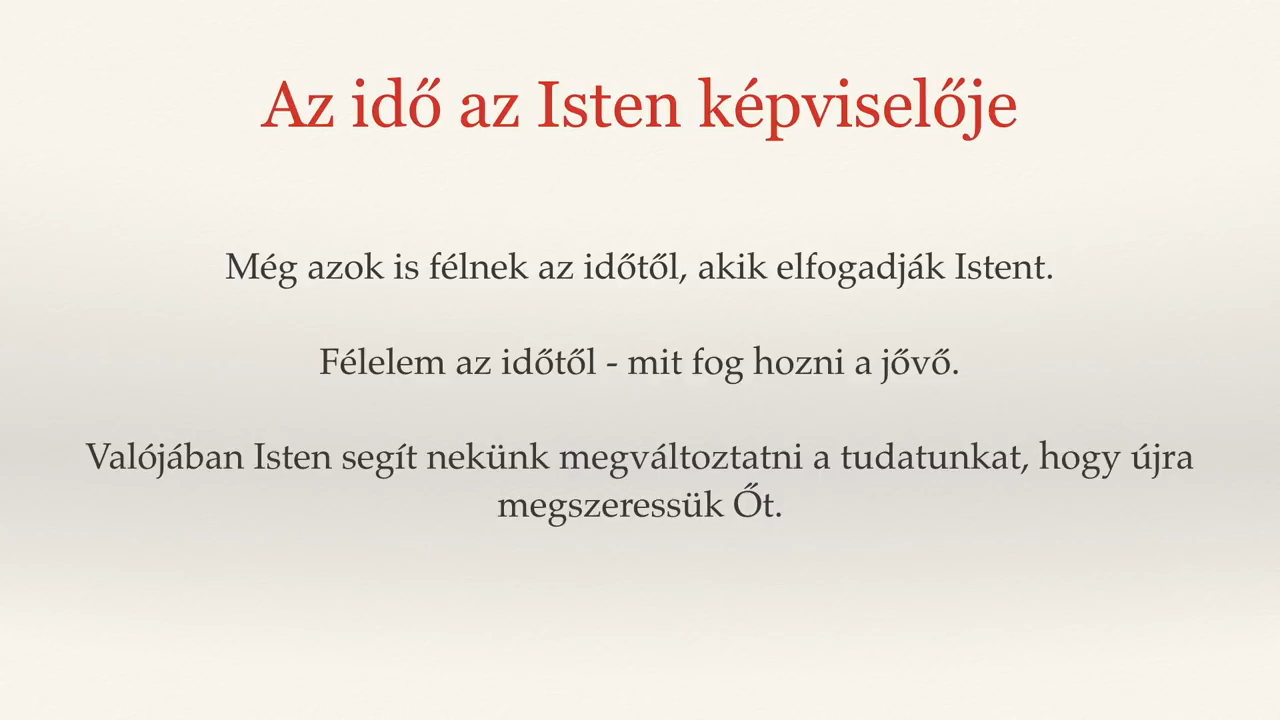 Az idő az Isten képviselője
Még azok is félnek az időtől, akik elfogadják Istent.
Félelem az időtől - mit fog hozni a jővő.
Valójában Isten segít nekünk megváltoztatni a tudatunkat, hogy újra
megszeressük Őt.